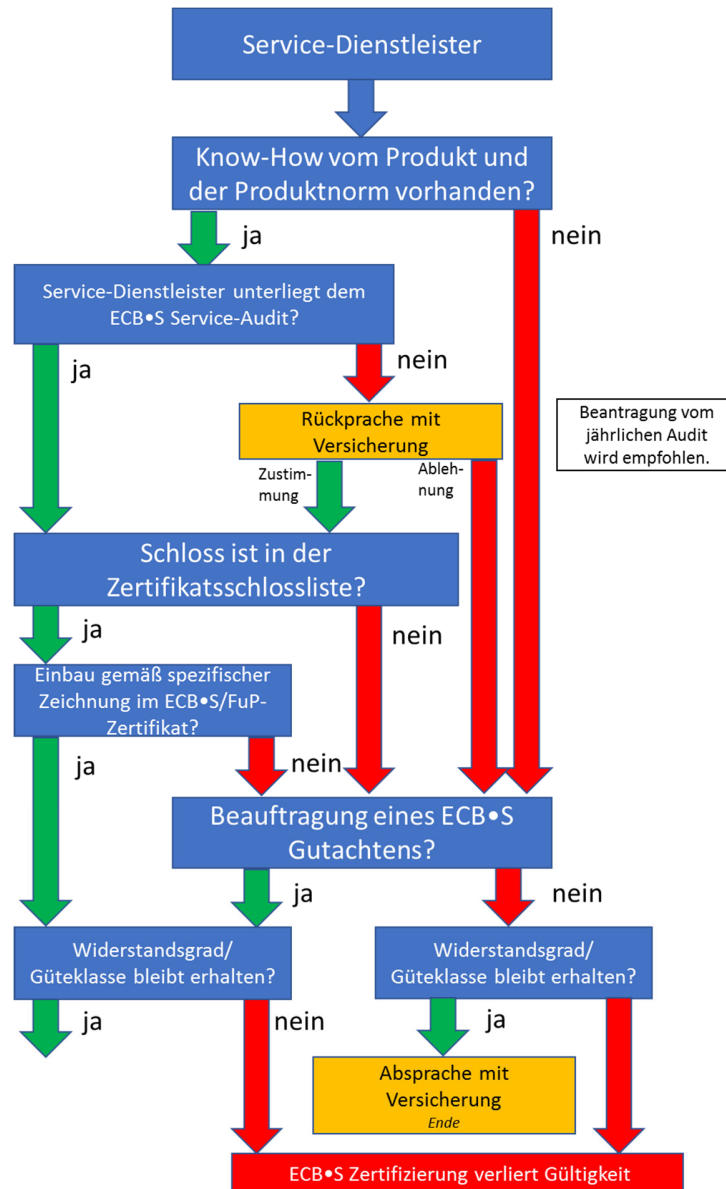 Service-Dienstleister
Know-How vom Produkt und
der Produktnorm vorhanden?
ja
nein
Service-Dienstleister unterliegt dem
ECB•S Service-Audit?
ja
nein
Rückprache mit
Versicherung
Beantragung vom
jährlichen Audit
wird empfohlen.
Zustim-
mung
Ableh-
nung
Schloss ist in der
Zertifikatsschlossliste?
ja
nein
Einbau gemäß spezifischer
Zeichnung im ECB•S/FuP-
Zertifikat?
ja
nein
Beauftragung eines ECB•S
Gutachtens?
ja
nein
Widerstandsgrad/
Güteklasse bleibt erhalten?
Widerstandsgrad/
Güteklasse bleibt erhalten?
ja
nein
ja
Absprache mit
Versicherung
Ende
ECB•S Zertifizierung verliert Gültigkeit